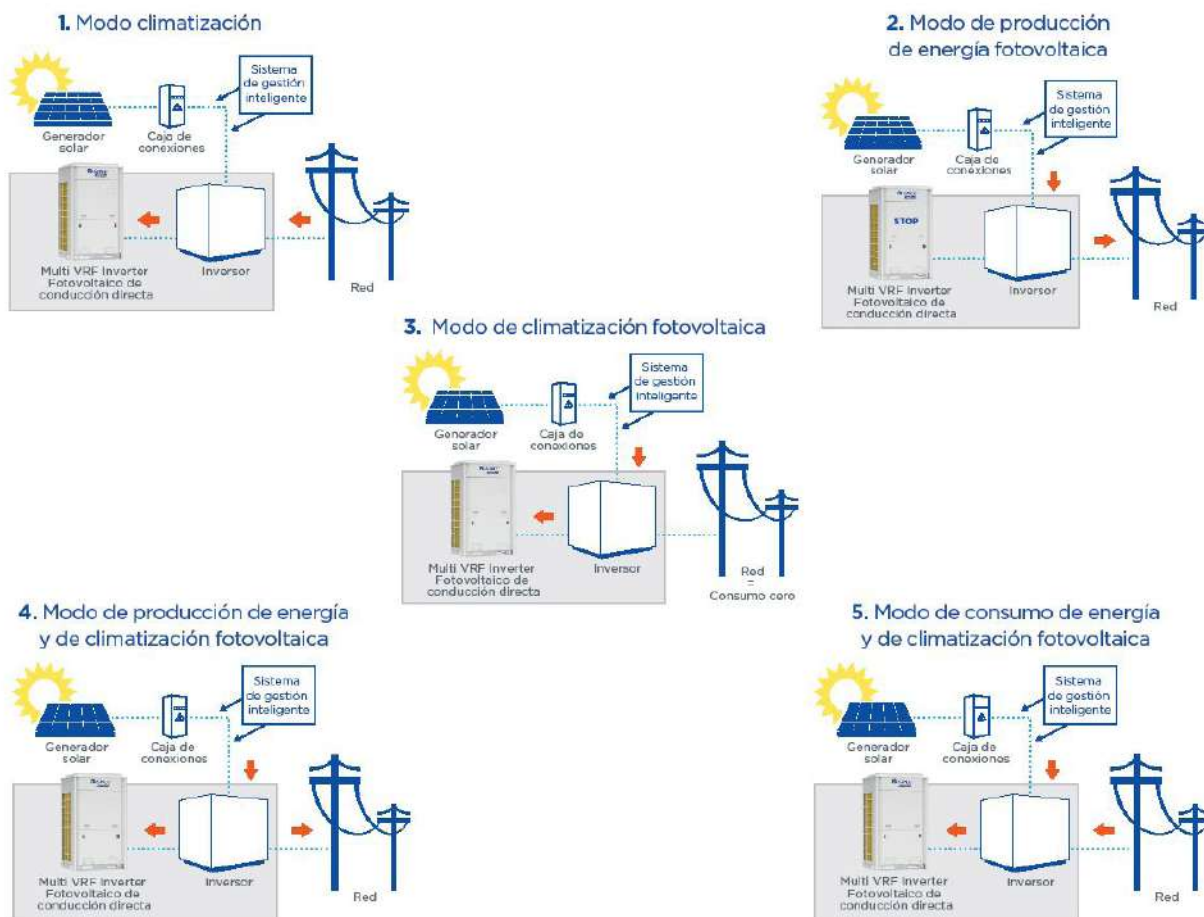 1. Modo climatización
Sistema
de gestión
inteligente
Generador
solar
Caja de
conexiones
Multi VRF Inverter
Fotovoltaico de
conducción directa
Inversor
Red
2. Modo de producción
de energía fotovoltaica
Sistema
de gestión
inteligente
Generador
solar
Caja de
conexiones
STOP
Multi VRF Inverter
Fotovoltaico de
conducción directa
Inversor
Red
3. Modo de climatización fotovoltaica
Sistema
de gestión
inteligente
Generador
solar
Caja de
conexiones
Multi VRF Inverter
Fotovoltaico de
conducción directa
Inversor
Red
=
Consumo cero
4. Modo de producción de energía
y de climatización fotovoltaica
Sistema
de gestión
inteligente
Generador
solar
Caja de
conexiones
Multi VRF Inverter
Fotovoltaico de
conducción directa
Inversor
Red
5. Modo de consumo de energía
y de climatización fotovoltaica
Sistema
de gestión
inteligente
Generador
solar
Caja de
conexiones
Multi VRF Inverter
Fotovoltaico de
conducción directa
Inversor
Red